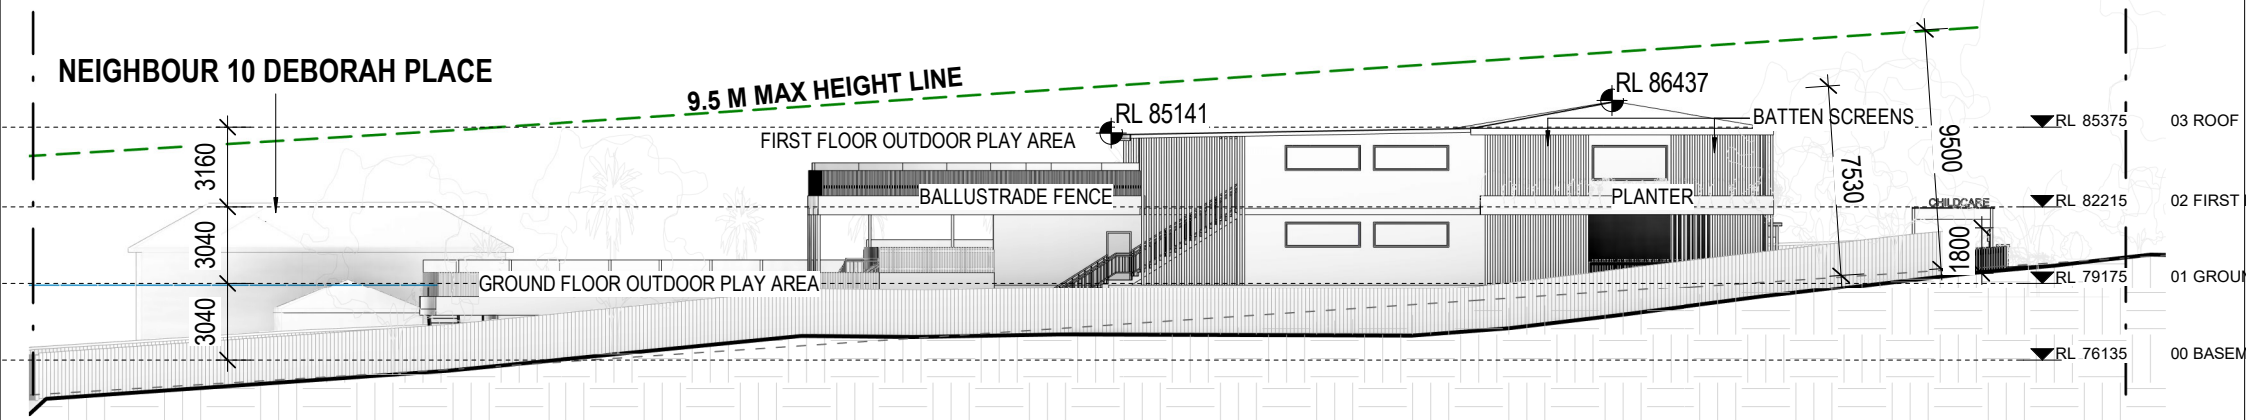 NEIGHBOUR 10 DEBORAH PLACE
9.5 M MAX HEIGHT LINE
RL 86437
RL 85141
BATTEN SCREENS
FIRST FLOOR OUTDOOR PLAY AREA
RL 85375 03 ROOF
3160
9500
7530
BALLUSTRADE FENCE
PLANTER
CHILDCARE
RL 82215 02 FIRST
3040
1800
GROUND FLOOR OUTDOOR PLAY AREA
RL 79175 01 GROUN
3040
RL 76135 00 BASEM